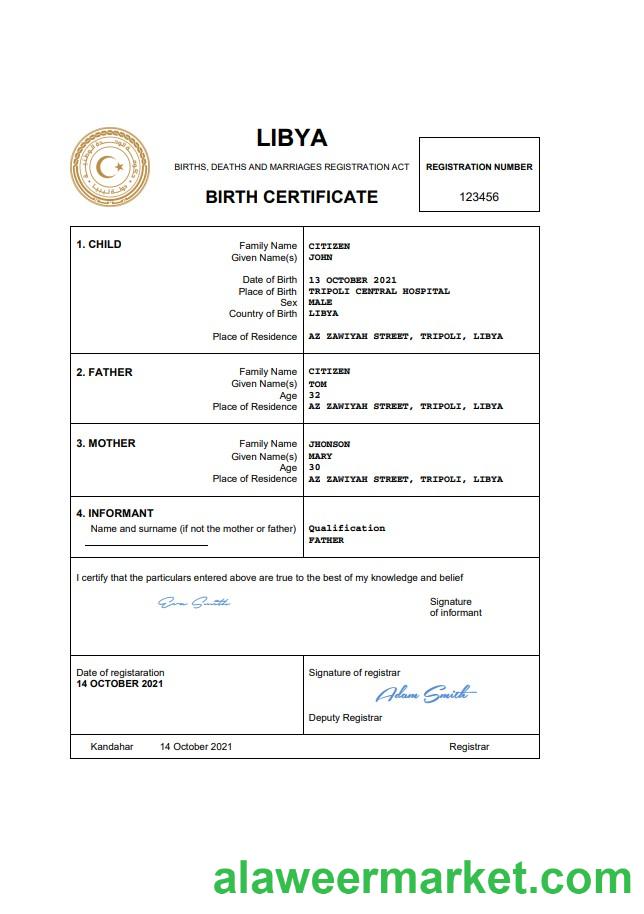 LIBYA
BIRTHS, DEATHS AND MARRIAGES REGISTRATION ACT
BIRTH CERTIFICATE
REGISTRATION NUMBER
123456
1. CHILD
Family Name CITIZEN
Given Name(s) JOHN
Date of Birth 13 OCTOBER 2021
Place of Birth TRIPOLI CENTRAL HOSPITAL
Sex MALE
Country of Birth LIBYA
Place of Residence AZ ZAWIYAH STREET, TRIPOLI, LIBYA
2. FATHER
Family Name CITIZEN
Given Name(s) TOM
Age 32
Place of Residence AZ ZAWIYAH STREET, TRIPOLI, LIBYA
3. MOTHER
Family Name JHONSON
Given Name(s) MARY
Age 30
Place of Residence AZ ZAWIYAH STREET, TRIPOLI, LIBYA
4. INFORMANT
Name and surname (if not the mother or father) Qualification
FATHER
I certify that the particulars entered above are true to the best of my knowledge and belief
Eva Smith
Signature
of informant
Date of registaration
14 OCTOBER 2021
Signature of registrar
Adam Smith
Deputy Registrar
Kandahar 14 October 2021 Registrar
alaweermarket.com